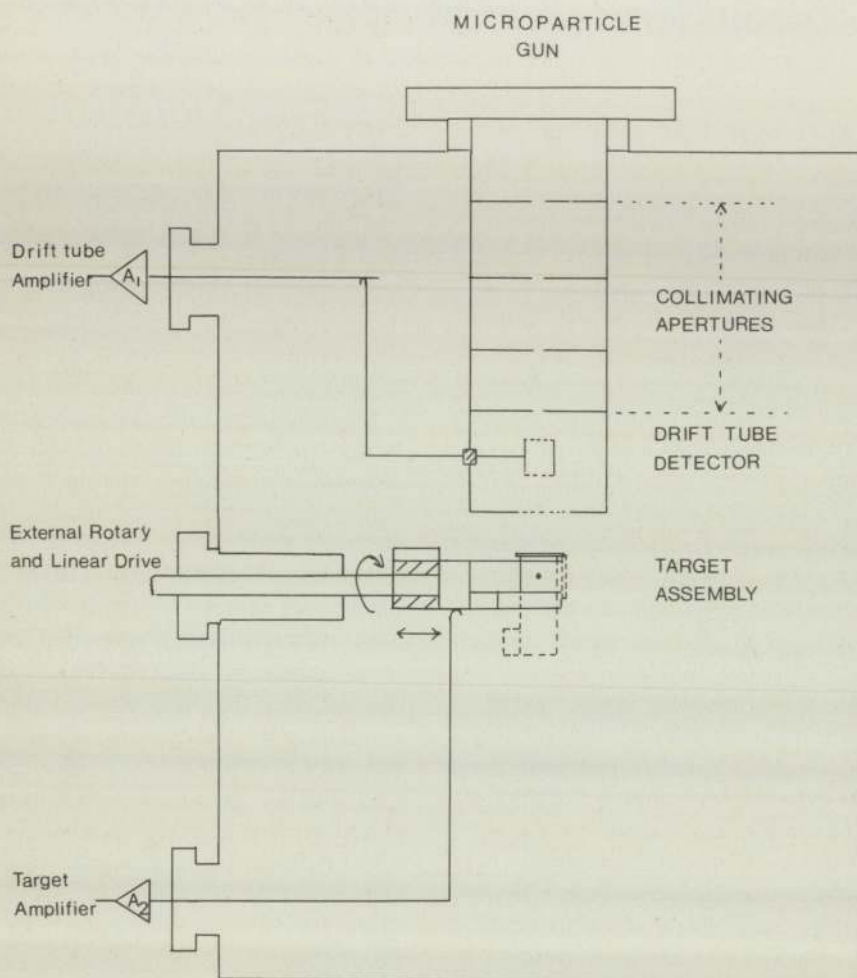 MICROPARTICLE
GUN
Drift tube
Amplifier
A1
COLLIMATING
APERTURES
DRIFT TUBE
DETECTOR
External Rotary
and Linear Drive
TARGET
ASSEMBLY
Target
Amplifier
A2